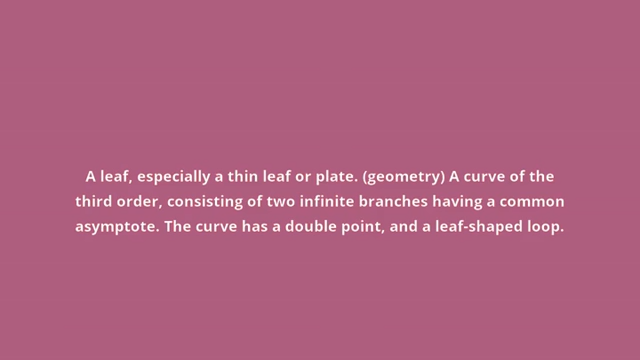 A leaf, especially a thin leaf or plate. (geometry) A curve of the
third order, consisting of two infinite branches having a common
asymptote. The curve has a double point, and a leaf-shaped loop.